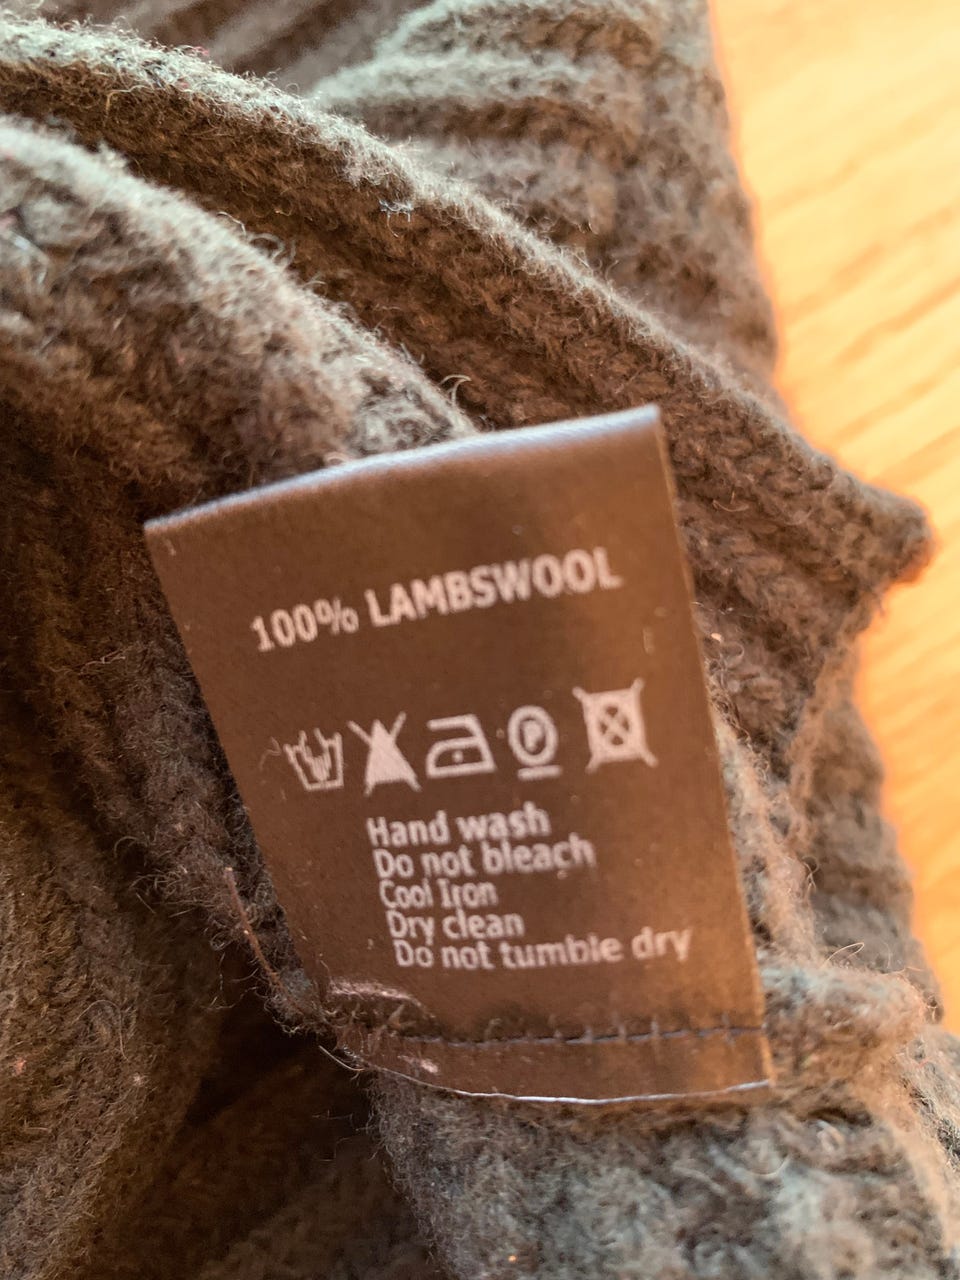 100% LAMBSWOOL
P
Hand wash
Do not bleach
Cool Iron
Dry clean
Do not tumble dry